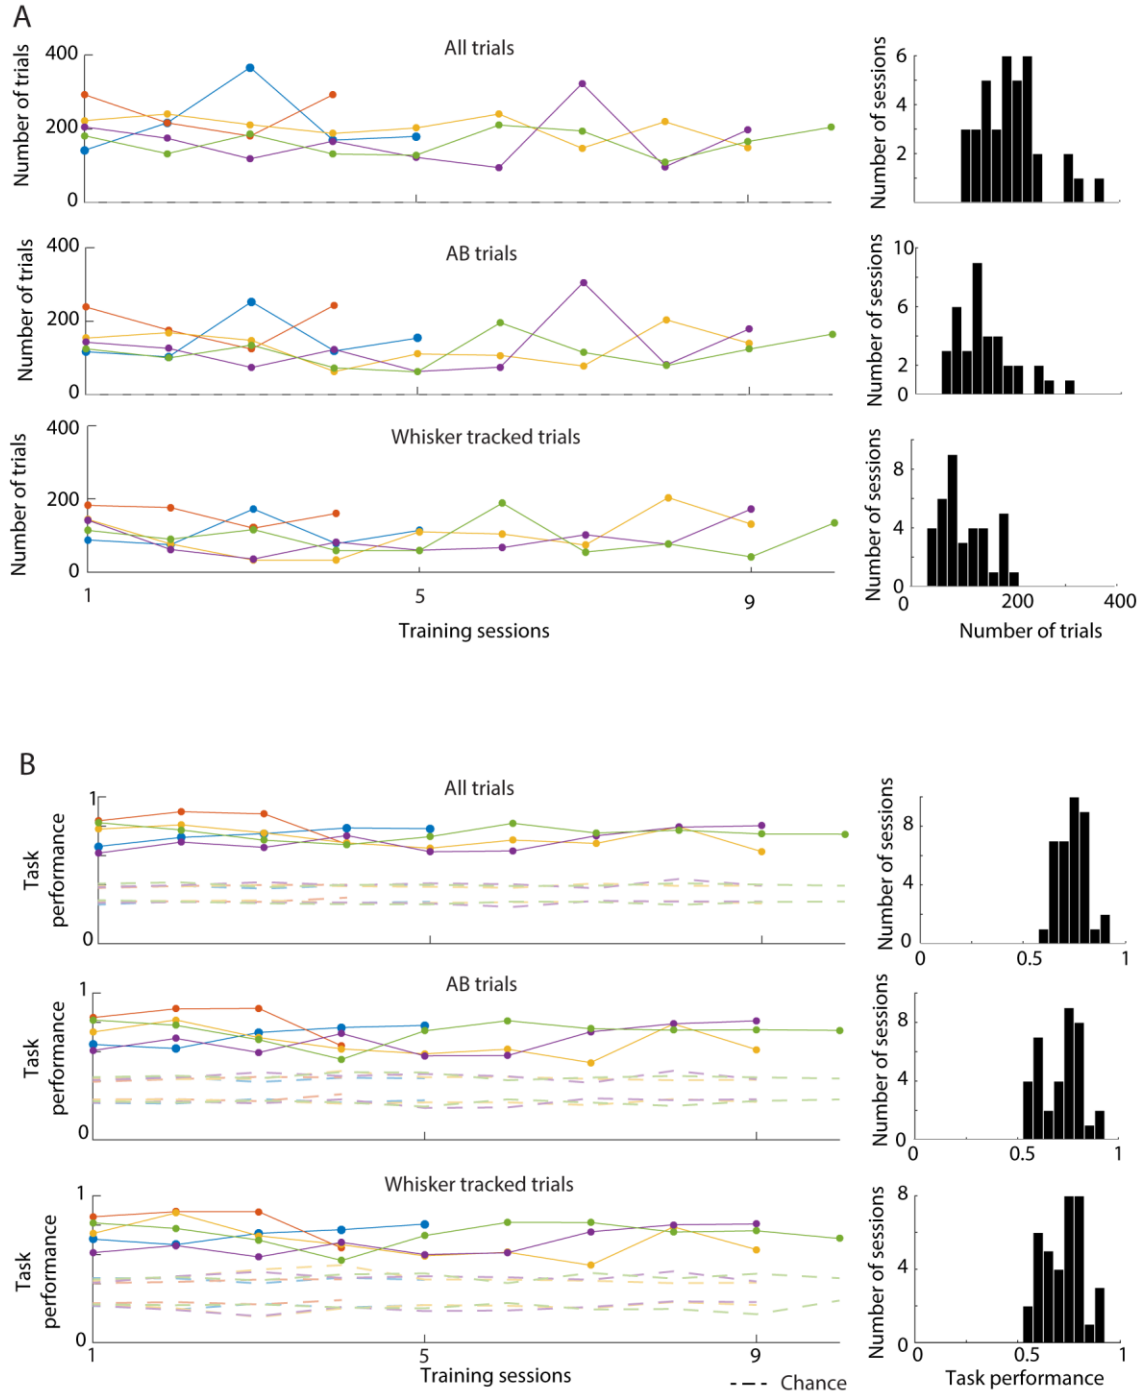 A
All trials
Number of trials
400
200
0
Number of sessions
6
4
2
AB trials
Number of trials
400
200
0
Number of sessions
10
6
2
0
Whisker tracked trials
Number of trials
400
200
0
1
5
9
Training sessions
Number of sessions
8
4
0
0
200
400
Number of trials
B
All trials
Task
performance
1
0
Number of sessions
8
4
0
0
0.5
1
AB trials
Task
performance
1
0
Number of sessions
8
4
0
0
0.5
1
Whisker tracked trials
Task
performance
1
0
1
5
9
Training sessions
Chance
Number of sessions
8
4
0
0
0.5
1
Task performance